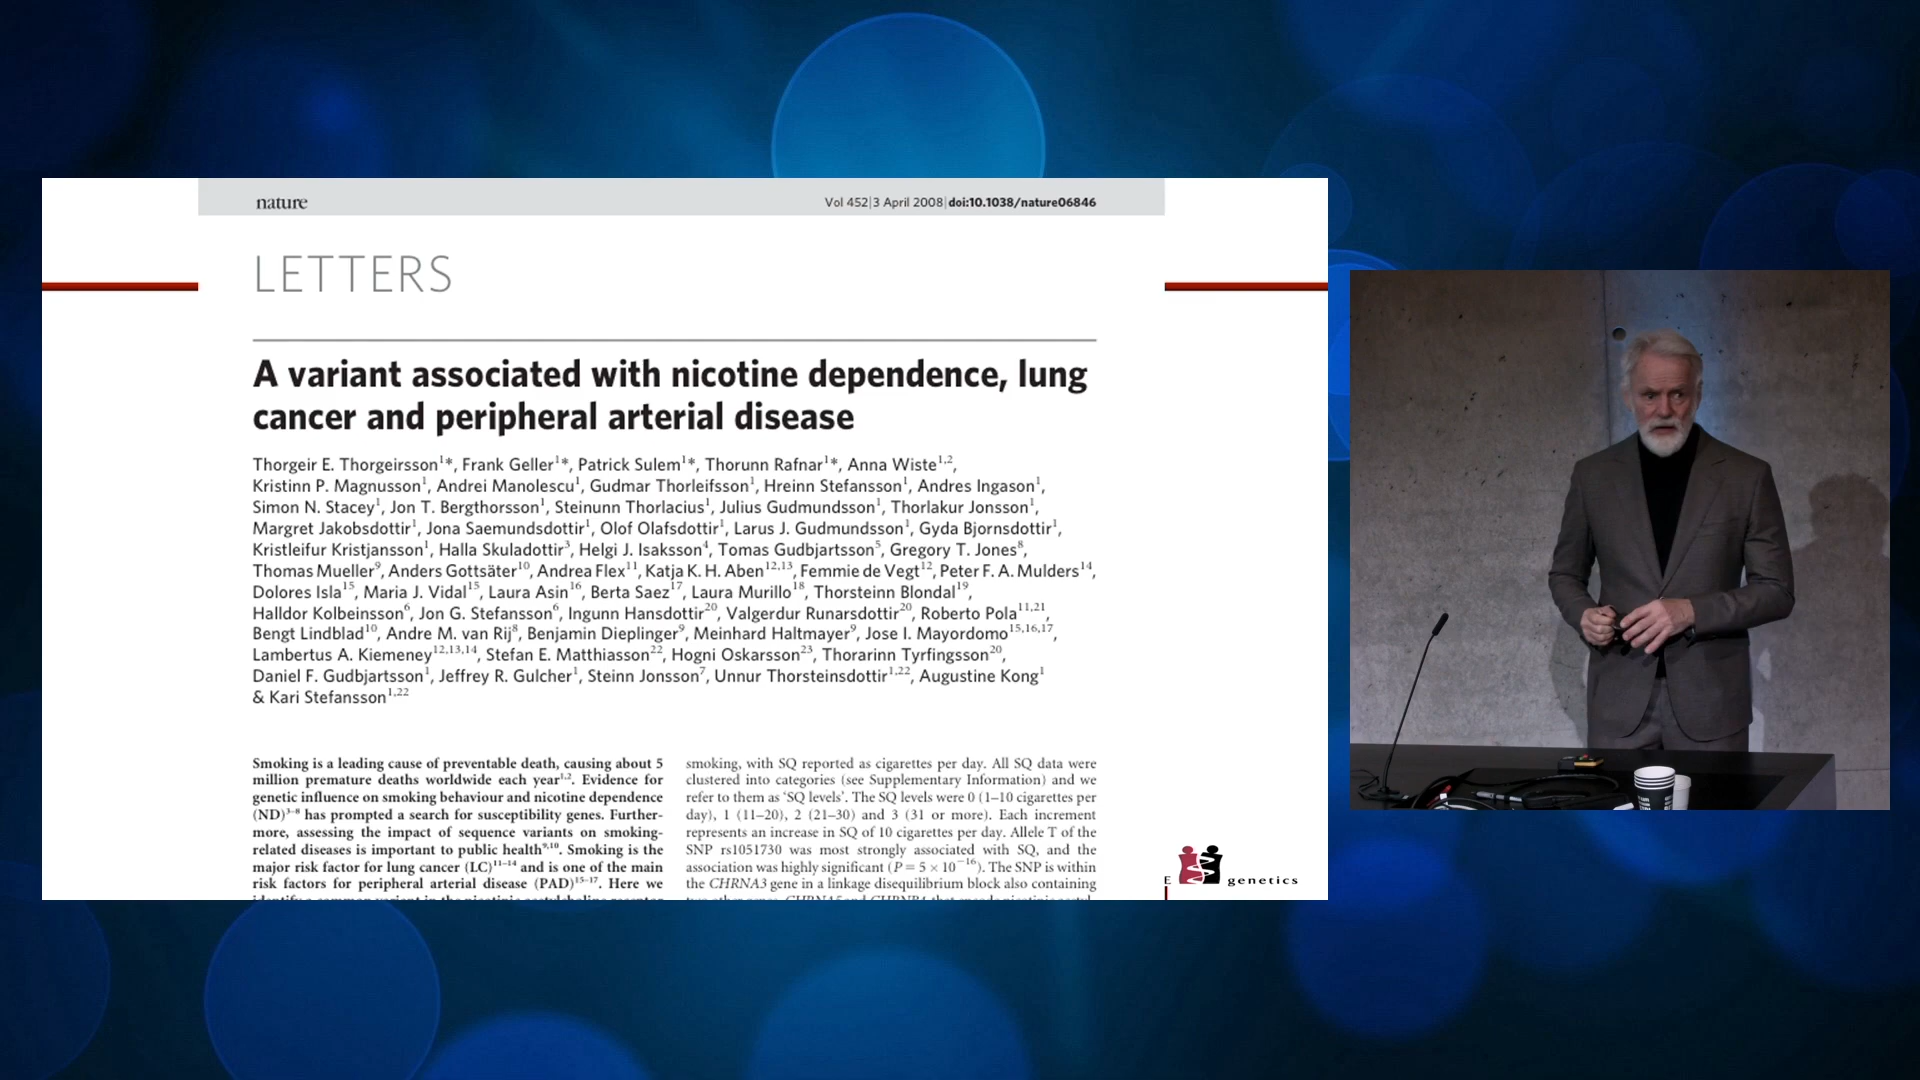 nature
Vol 452|3 April 2008|doi:10.1038/nature06846
LETTERS
A variant associated with nicotine dependence, lung
cancer and peripheral arterial disease
Thorgeir E. Thorgeirsson¹*, Frank Geller¹*, Patrick Sulem¹*, Thorunn Rafnar¹*, Anna Wiste¹,²,
Kristinn P. Magnusson¹, Andrei Manolescu¹, Gudmar Thorleifsson¹, Hreinn Stefansson¹, Andres Ingason¹,
Simon N. Stacey¹, Jon T. Bergthorsson¹, Steinunn Thorlacius¹, Julius Gudmundsson¹, Thorlakur Jonsson¹,
Margret Jakobsdottir¹, Jona Saemundsdottir¹, Olof Olafsdottir¹, Larus J. Gudmundsson¹, Gyda Bjornsdottir¹,
Kristleifur Kristjansson¹, Halla Skuladottir³, Helgi J. Isaksson⁴, Tomas Gudbjartsson⁵, Gregory T. Jones⁸,
Thomas Mueller⁹, Anders Gottsäter¹⁰, Andrea Flex¹¹, Katja K. H. Aben¹²,¹³, Femmie de Vegt¹², Peter F. A. Mulders¹⁴,
Dolores Isla¹⁵, Maria J. Vidal¹⁵, Laura Asin¹⁶, Berta Saez¹⁷, Laura Murillo¹⁸, Thorsteinn Blondal¹⁹,
Halldor Kolbeinsson⁶, Jon G. Stefansson⁶, Ingunn Hansdottir²⁰, Valgerdur Runarsdottir²⁰, Roberto Pola¹¹,²¹,
Bengt Lindblad¹⁰, Andre M. van Rij⁸, Benjamin Dieplinger⁹, Meinhard Haltmayer⁹, Jose I. Mayordomo¹⁵,¹⁶,¹⁷,
Lambertus A. Kiemeney¹²,¹³,¹⁴, Stefan E. Matthiasson²², Hogni Oskarsson²³, Thorarinn Tyrfingsson²⁰,
Daniel F. Gudbjartsson¹, Jeffrey R. Gulcher¹, Steinn Jonsson⁷, Unnur Thorsteinsdottir¹,²², Augustine Kong¹
& Kari Stefansson¹,²²
Smoking is a leading cause of preventable death, causing about 5
million premature deaths worldwide each year¹,². Evidence for
genetic influence on smoking behaviour and nicotine dependence
(ND)³⁻⁸ has prompted a search for susceptibility genes. Further-
more, assessing the impact of sequence variants on smoking-
related diseases is important to public health⁹,¹⁰. Smoking is the
major risk factor for lung cancer (LC)¹¹⁻¹⁴ and is one of the main
risk factors for peripheral arterial disease (PAD)¹⁵⁻¹⁷. Here we
smoking, with SQ reported as cigarettes per day. All SQ data were
clustered into categories (see Supplementary Information) and we
refer to them as 'SQ levels'. The SQ levels were 0 (1–10 cigarettes per
day), 1 (11–20), 2 (21–30) and 3 (31 or more). Each increment
represents an increase in SQ of 10 cigarettes per day. Allele T of the
SNP rs1051730 was most strongly associated with SQ, and the
association was highly significant (P = 5 × 10⁻¹⁶). The SNP is within
the CHRNA3 gene in a linkage disequilibrium block also containing
E genetics